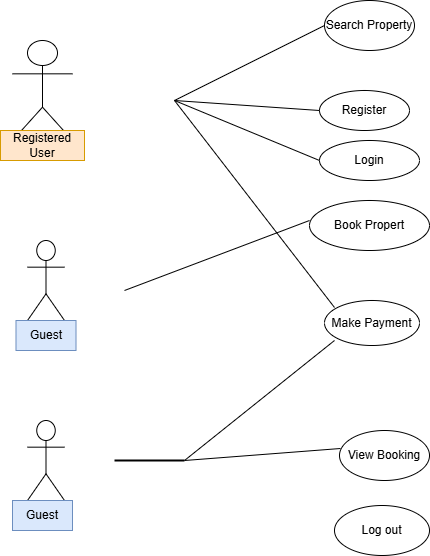 Search Property
Register
Registered
User
Login
Book Propert
Guest
Make Payment
View Booking
Guest
Log out